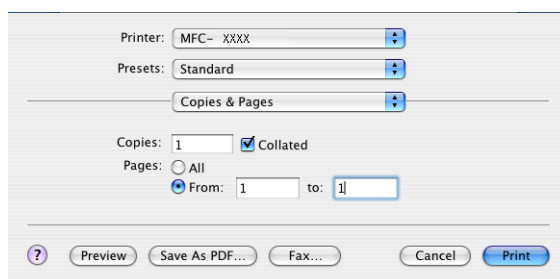 Printer: MFC- XXXX
Presets: Standard
Copies & Pages
Copies: 1 Collated
Pages: All
From: 1 to: 1
? Preview Save As PDF... Fax... Cancel Print